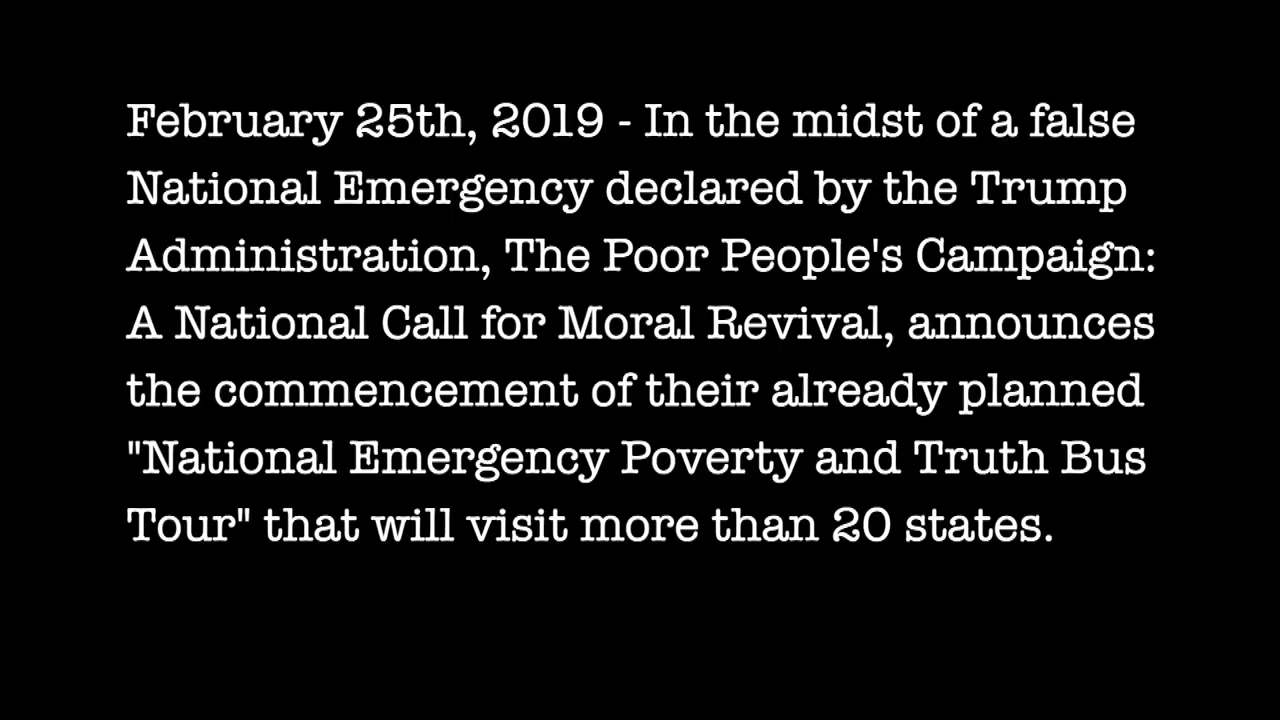 February 25th, 2019 - In the midst of a false
National Emergency declared by the Trump
Administration, The Poor People's Campaign:
A National Call for Moral Revival, announces
the commencement of their already planned
"National Emergency Poverty and Truth Bus
Tour" that will visit more than 20 states.